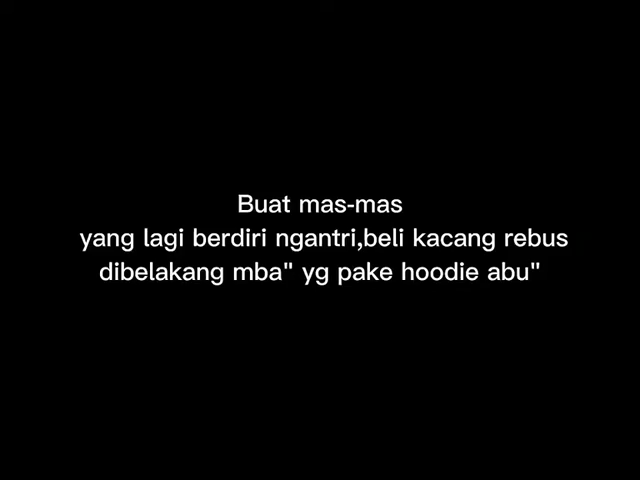 Buat mas-mas
yang lagi berdiri ngantri,beli kacang rebus
dibelakang mba" yg pake hoodie abu"